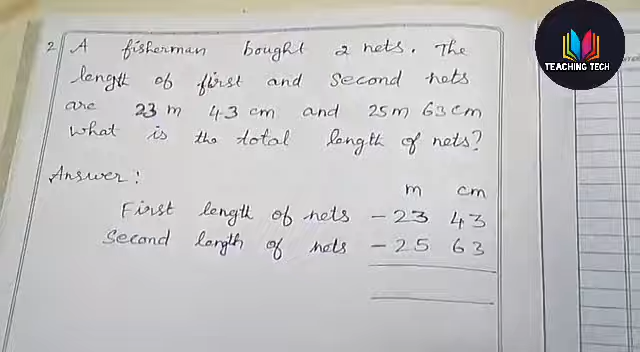 2 A fisherman bought 2 nets. The
length of first and second nets
are 23 m 43 cm and 25 m 63 cm
what is the total length of nets?
Answer:
m cm
First length of nets - 23 43
Second length of nets - 25 63
TEACHING TECH